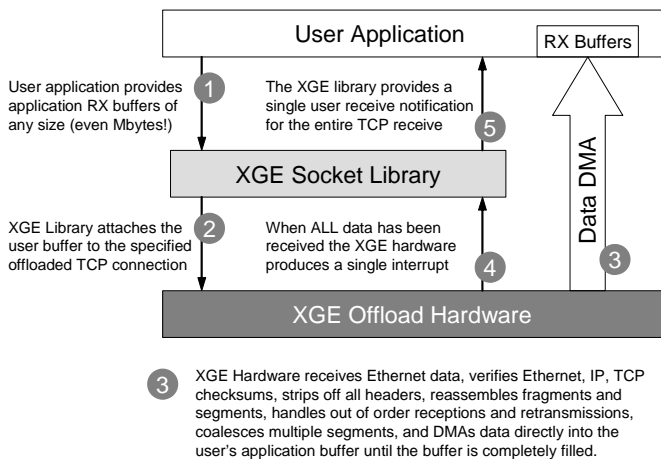 User Application
RX Buffers
1
User application provides
application RX buffers of
any size (even Mbytes!)
The XGE library provides a
single user receive notification
for the entire TCP receive
5
XGE Socket Library
Data DMA
XGE Library attaches the
user buffer to the specified
offloaded TCP connection
2
When ALL data has been
received the XGE hardware
produces a single interrupt
4
3
XGE Offload Hardware
3
XGE Hardware receives Ethernet data, verifies Ethernet, IP, TCP
checksums, strips off all headers, reassembles fragments and
segments, handles out of order receptions and retransmissions,
coalesces multiple segments, and DMAs data directly into the
user's application buffer until the buffer is completely filled.